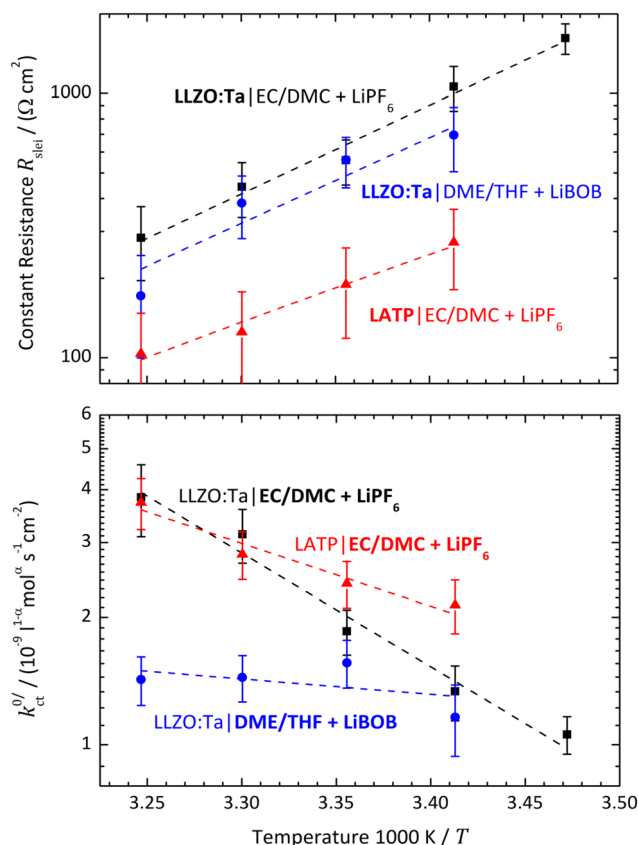 Constant Resistance R_slei / (Ω cm²)
1000
100
LLZO:Ta|EC/DMC + LiPF₆
LLZO:Ta|DME/THF + LiBOB
LATP|EC/DMC + LiPF₆
k_ct^0/ / (10⁻⁹ l^1-α mol^α s⁻¹cm⁻²)
6
5
4
3
2
1
LLZO:Ta|EC/DMC + LiPF₆
LATP|EC/DMC + LiPF₆
LLZO:Ta|DME/THF + LiBOB
3.25 3.30 3.35 3.40 3.45 3.50
Temperature 1000 K / T